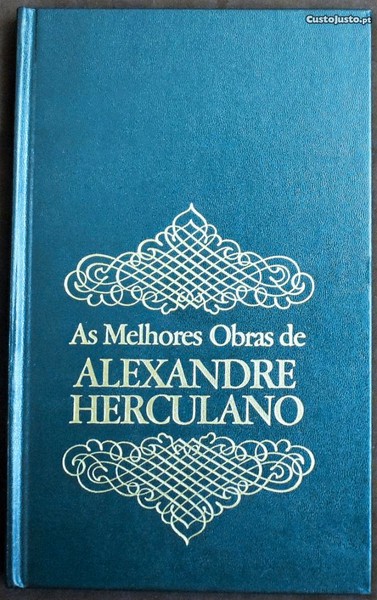 CustoJusto.pt
As Melhores Obras de
ALEXANDRE
HERCULANO